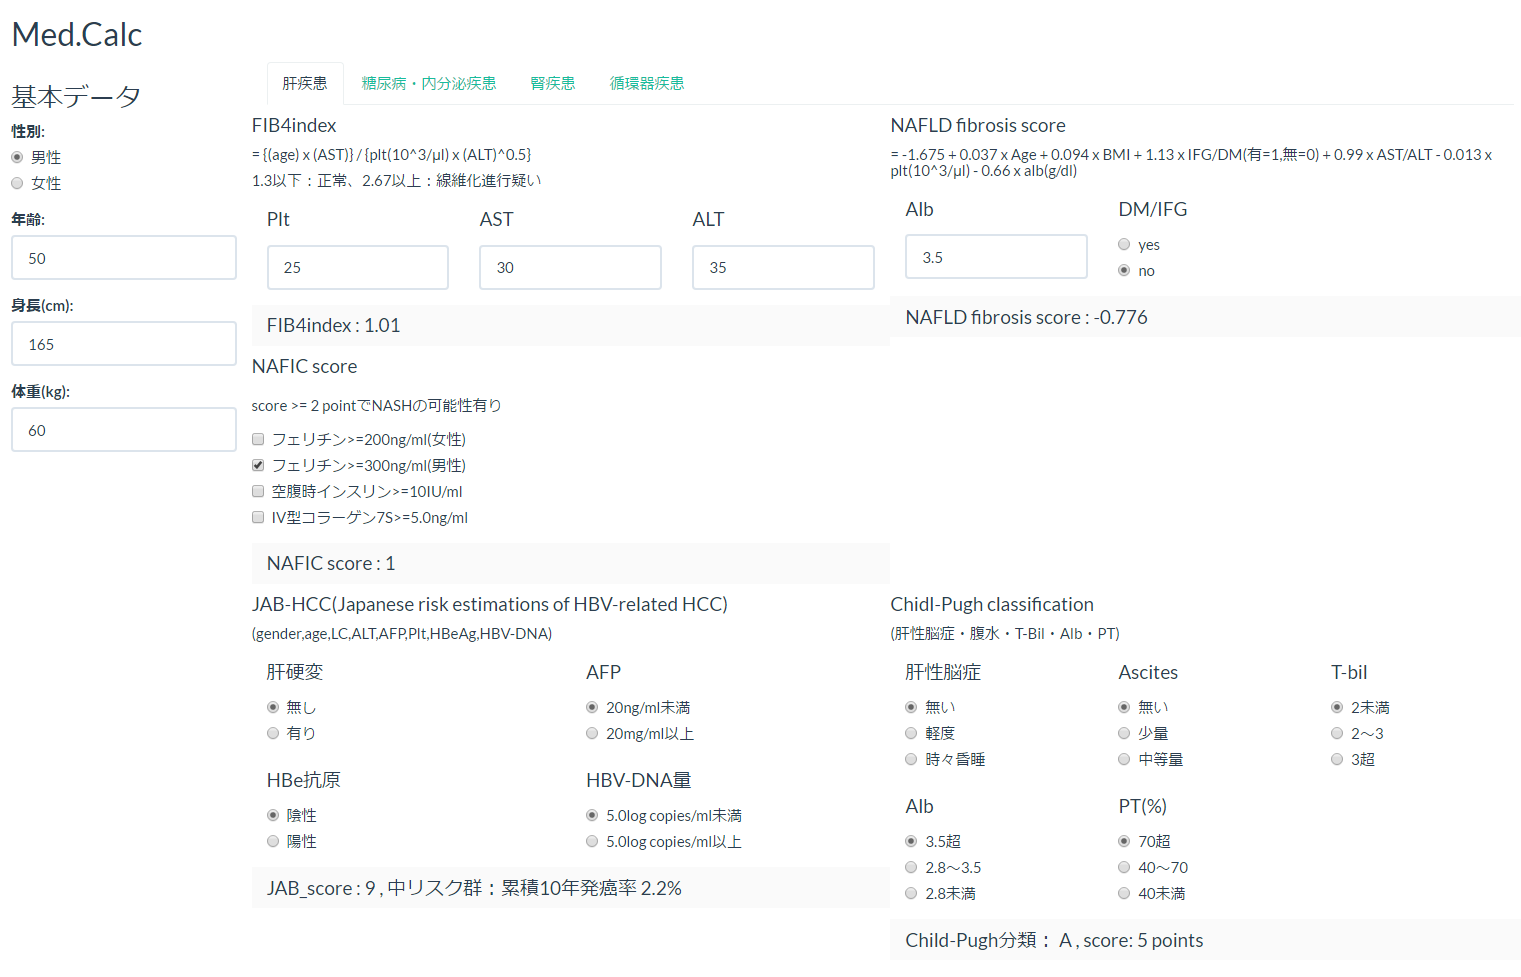 Med.Calc
基本データ
性別:
男性
女性
年齢:
50
身長(cm):
165
体重(kg):
60
肝疾患 糖尿病・内分泌疾患 腎疾患 循環器疾患
FIB4index
= {(age) x (AST)} / {plt(10^3/μl) x (ALT)^0.5}
1.3以下：正常、2.67以上：線維化進行疑い
Plt AST ALT
25 30 35
FIB4index : 1.01
NAFLD fibrosis score
= -1.675 + 0.037 x Age + 0.094 x BMI + 1.13 x IFG/DM(有=1,無=0) + 0.99 x AST/ALT - 0.013 x
plt(10^3/μl) - 0.66 x alb(g/dl)
Alb DM/IFG
3.5
yes
no
NAFLD fibrosis score : -0.776
NAFIC score
score >= 2 pointでNASHの可能性有り
フェリチン>=200ng/ml(女性)
フェリチン>=300ng/ml(男性)
空腹時インスリン>=10IU/ml
IV型コラーゲン7S>=5.0ng/ml
NAFIC score : 1
JAB-HCC(Japanese risk estimations of HBV-related HCC)
(gender,age,LC,ALT,AFP,Plt,HBeAg,HBV-DNA)
肝硬変 AFP
無し 20ng/ml未満
有り 20mg/ml以上
HBe抗原 HBV-DNA量
陰性 5.0log copies/ml未満
陽性 5.0log copies/ml以上
JAB_score : 9 , 中リスク群：累積10年発癌率 2.2%
Chidl-Pugh classification
(肝性脳症・腹水・T-Bil・Alb・PT)
肝性脳症 Ascites T-bil
無い 無い 2未満
軽度 少量 2～3
時々昏睡 中等量 3超
Alb PT(%)
3.5超 70超
2.8～3.5 40～70
2.8未満 40未満
Child-Pugh分類： A , score: 5 points